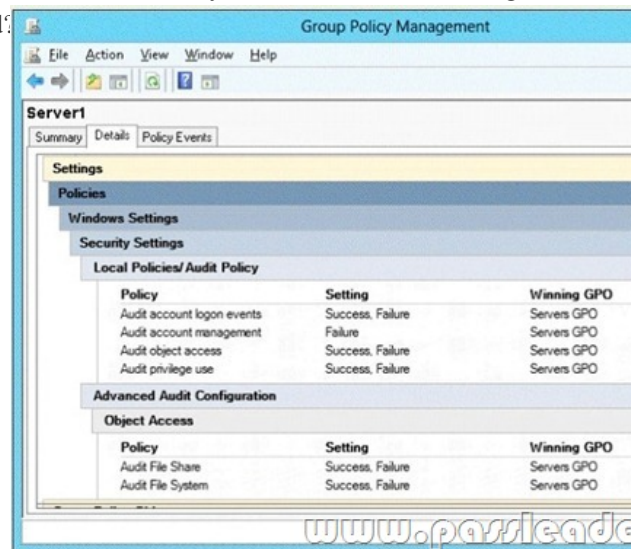 Group Policy Management
File Action View Window Help
Server1
Summary Details Policy Events
Settings
Policies
Windows Settings
Security Settings
Local Policies/Audit Policy
Policy Setting Winning GPO
Audit account logon events Success, Failure Servers GPO
Audit account management Failure Servers GPO
Audit object access Success, Failure Servers GPO
Audit privilege use Success, Failure Servers GPO
Advanced Audit Configuration
Object Access
Policy Setting Winning GPO
Audit File Share Success, Failure Servers GPO
Audit File System Success, Failure Servers GPO
www.passleade